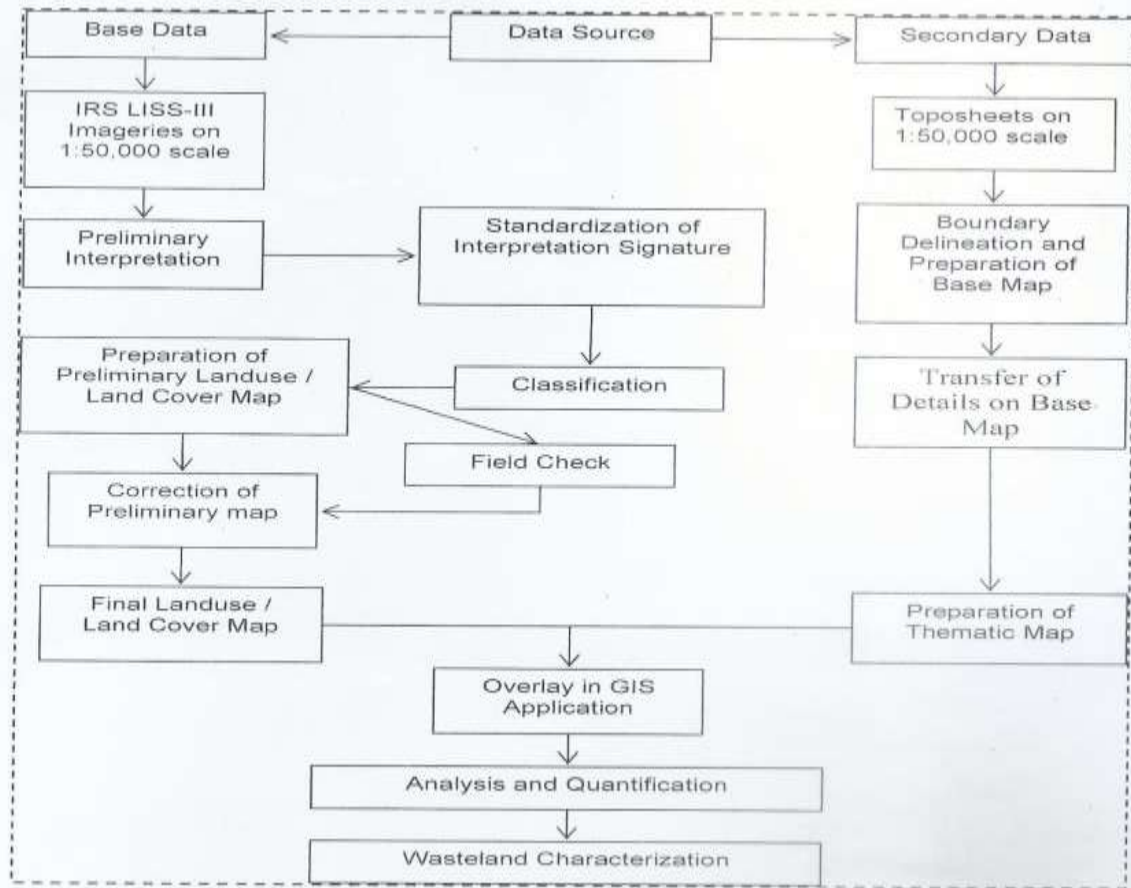 Base Data
Data Source
Secondary Data
IRS LISS-III
Imageries on
1:50,000 scale
Toposheets on
1:50,000 scale
Preliminary
Interpretation
Standardization of
Interpretation Signature
Boundary
Delineation and
Preparation of
Base Map
Preparation of
Preliminary Landuse /
Land Cover Map
Classification
Transfer of
Details on Base
Map
Field Check
Correction of
Preliminary map
Final Landuse /
Land Cover Map
Preparation of
Thematic Map
Overlay in GIS
Application
Analysis and Quantification
Wasteland Characterization